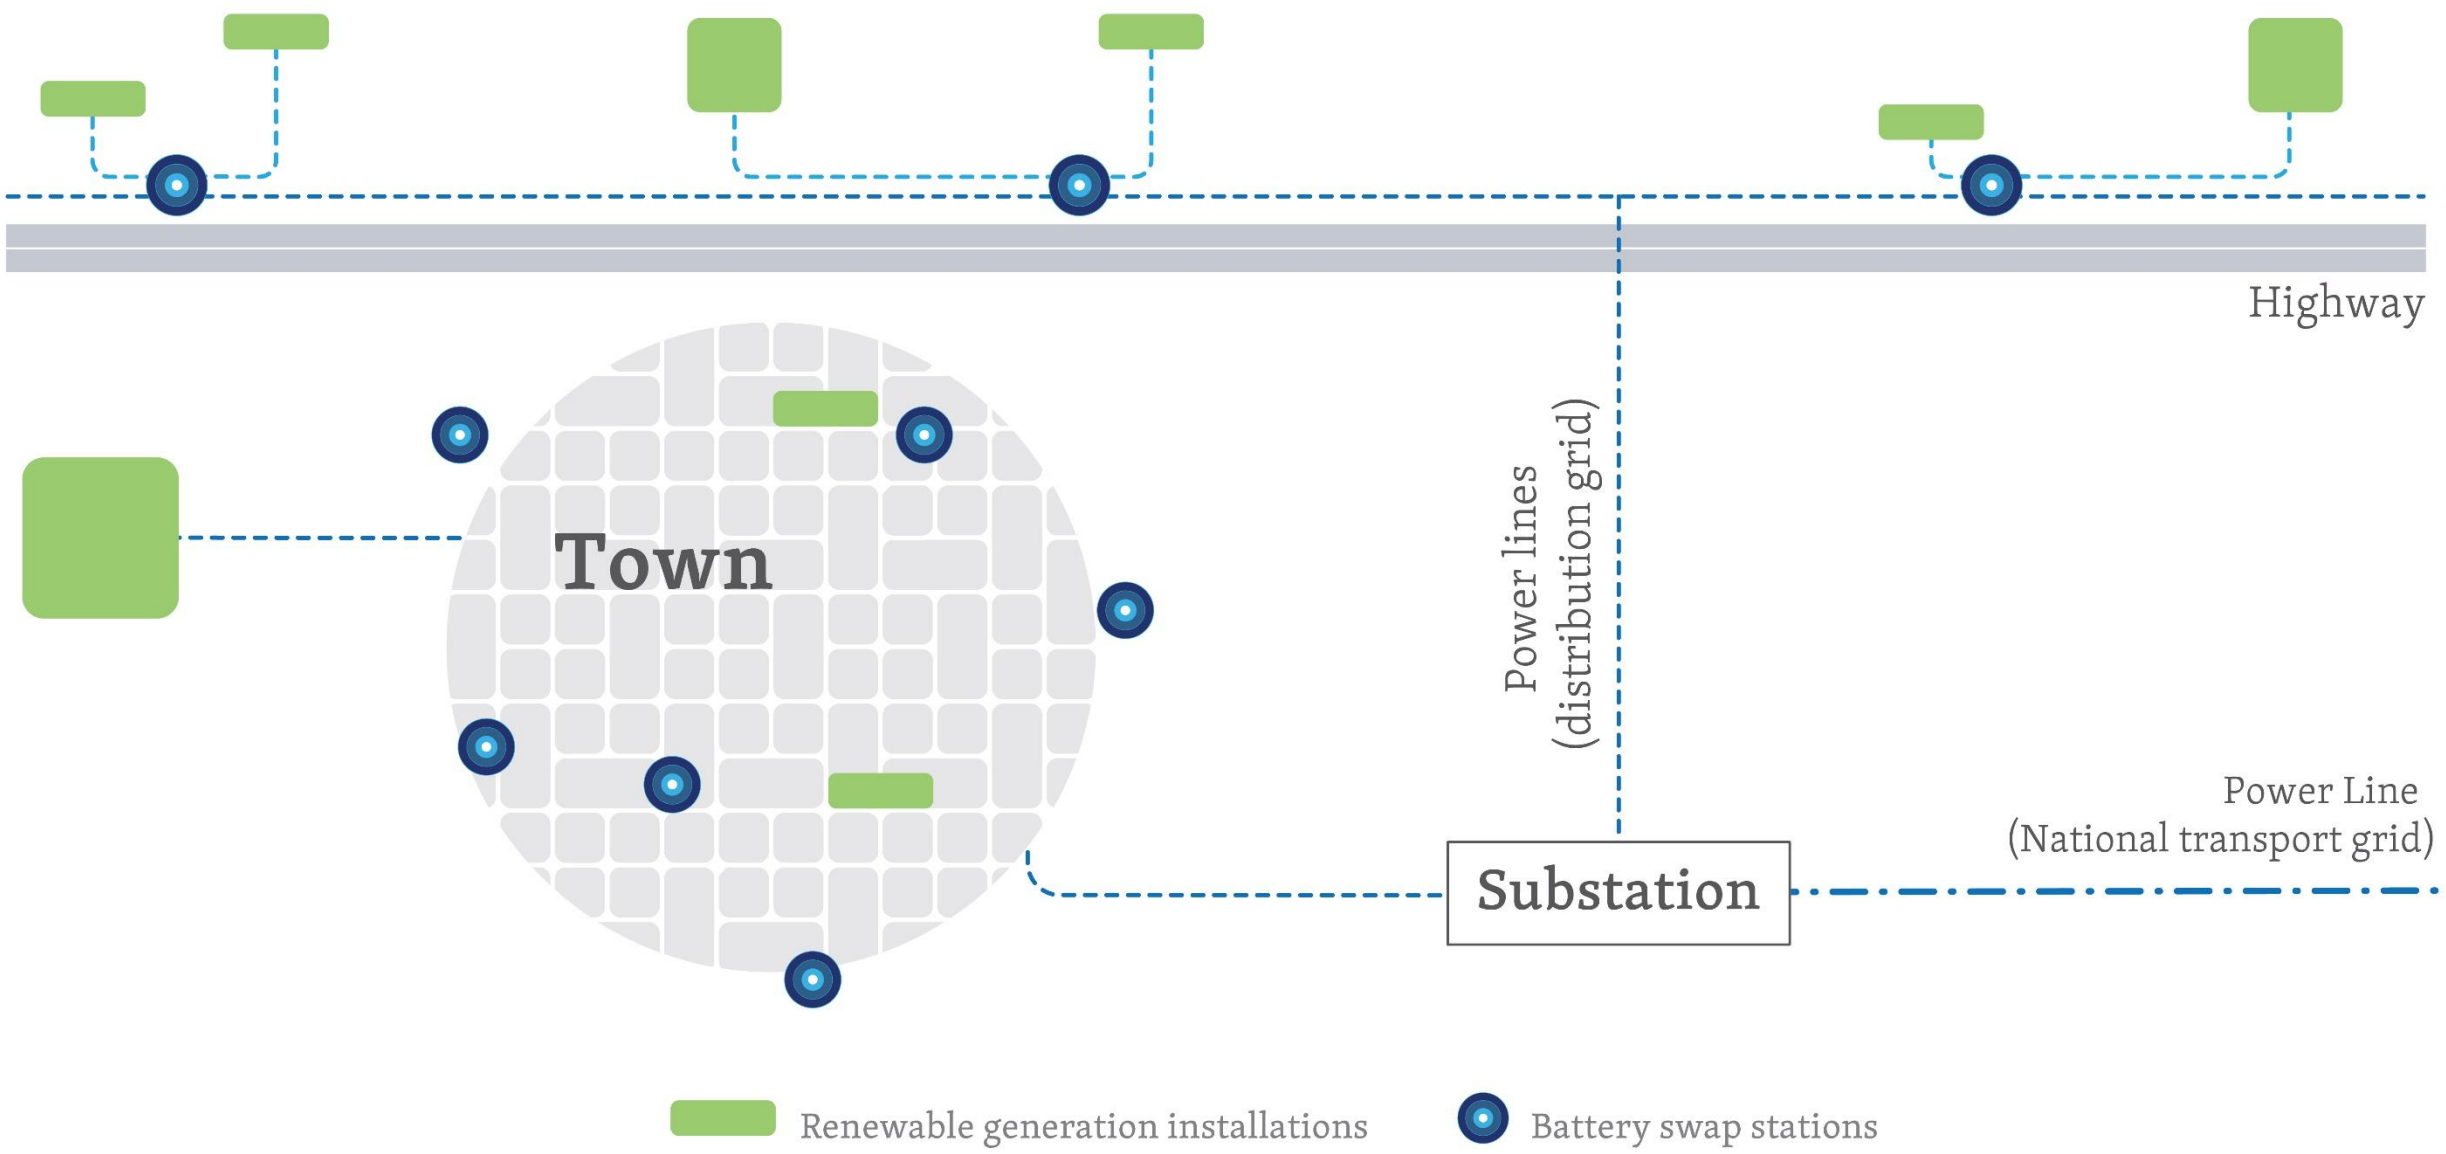 Highway
Town
Power lines
(distribution grid)
Power Line
(National transport grid)
Substation
Renewable generation installations
Battery swap stations